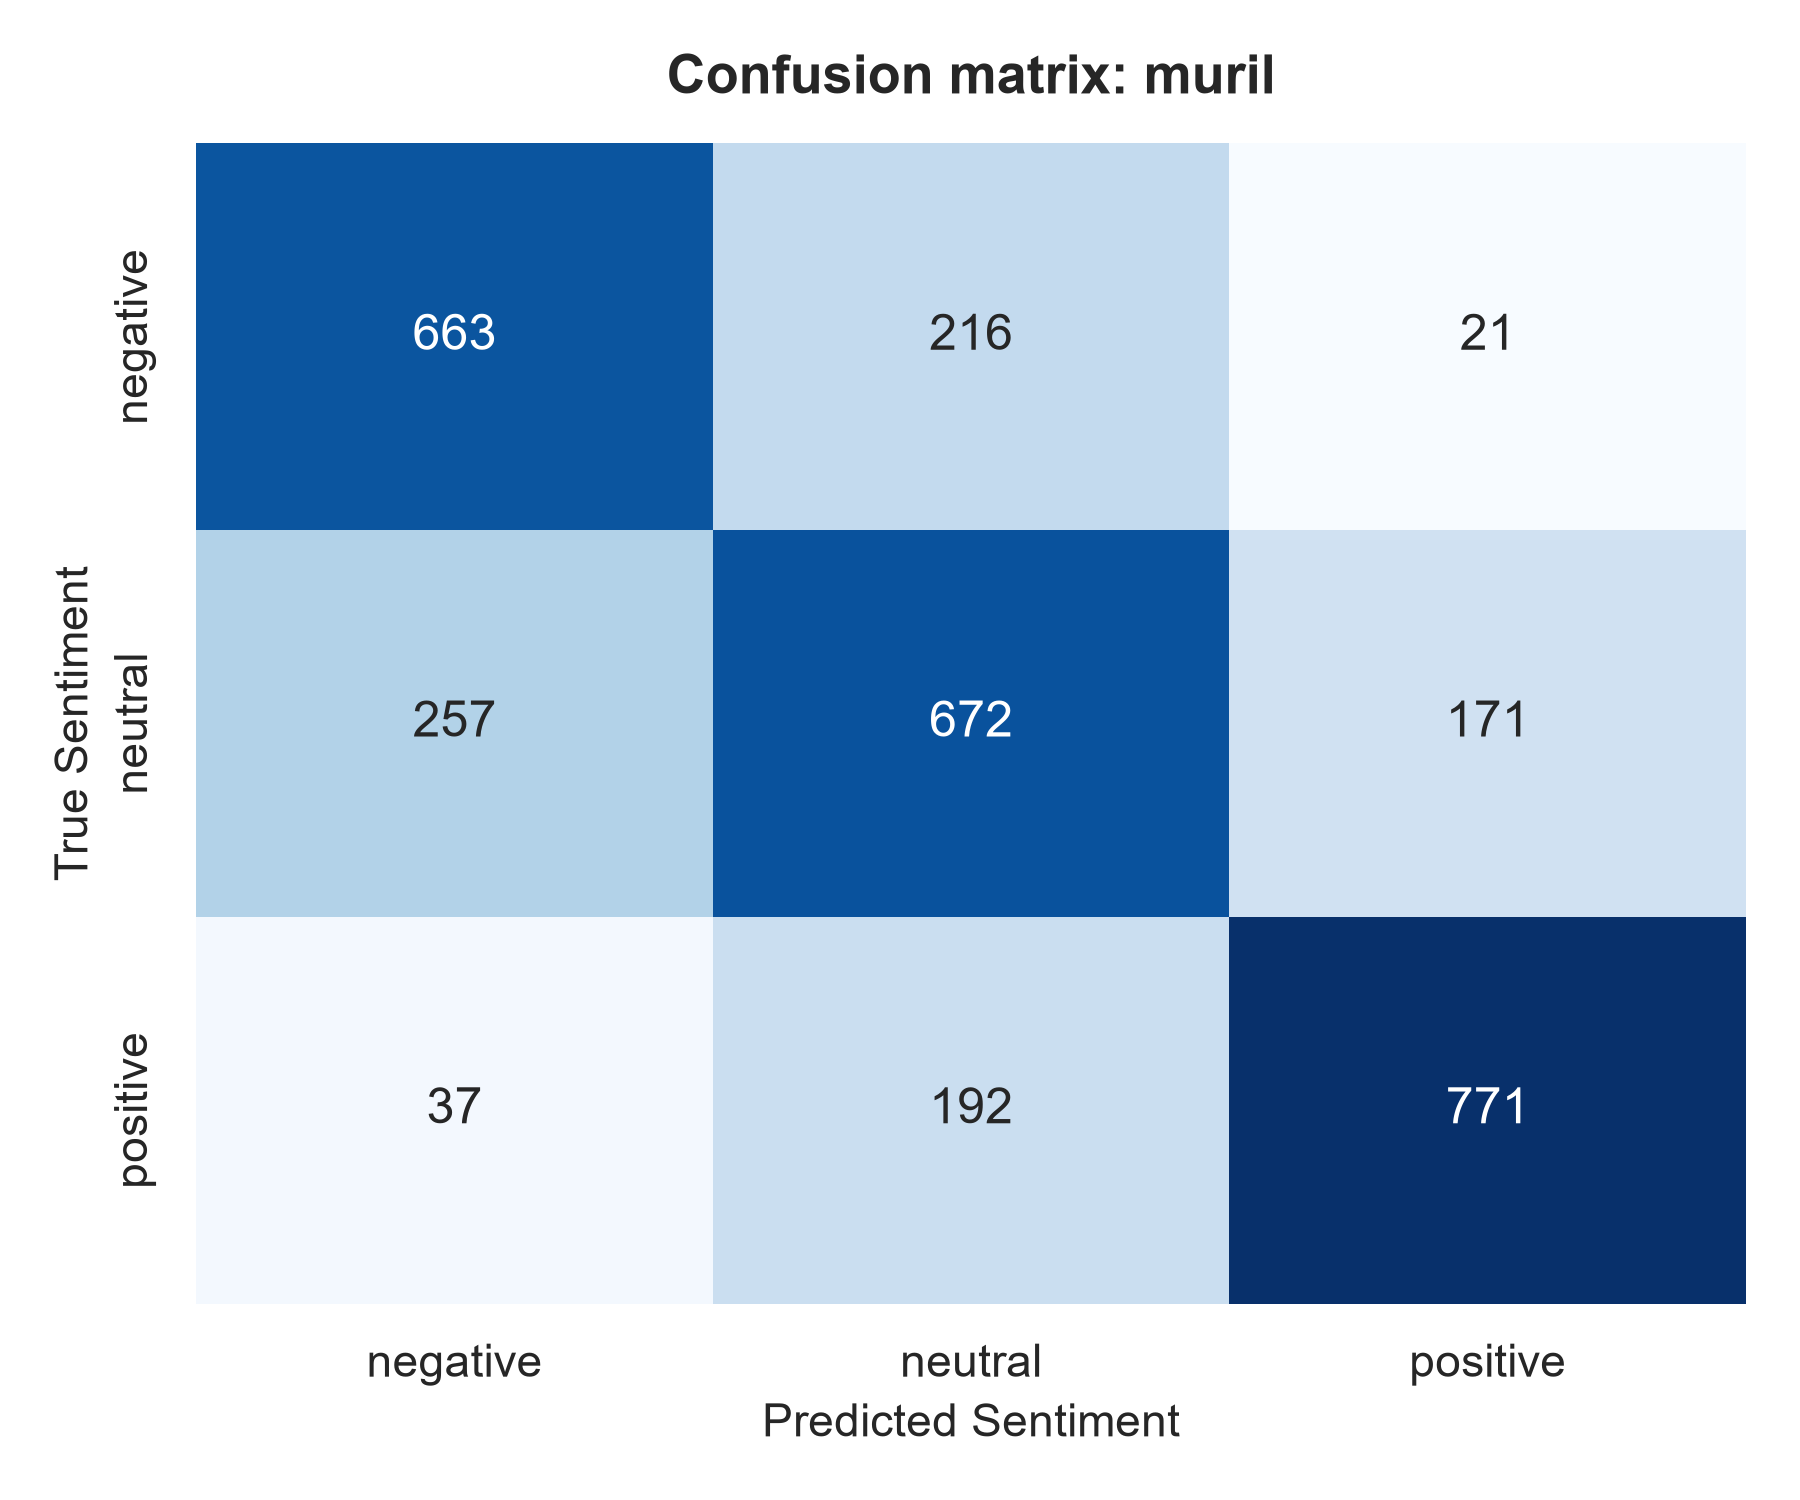 Confusion matrix: muril
negative
663
216
21
True Sentiment
neutral
257
672
171
positive
37
192
771
negative
neutral
positive
Predicted Sentiment